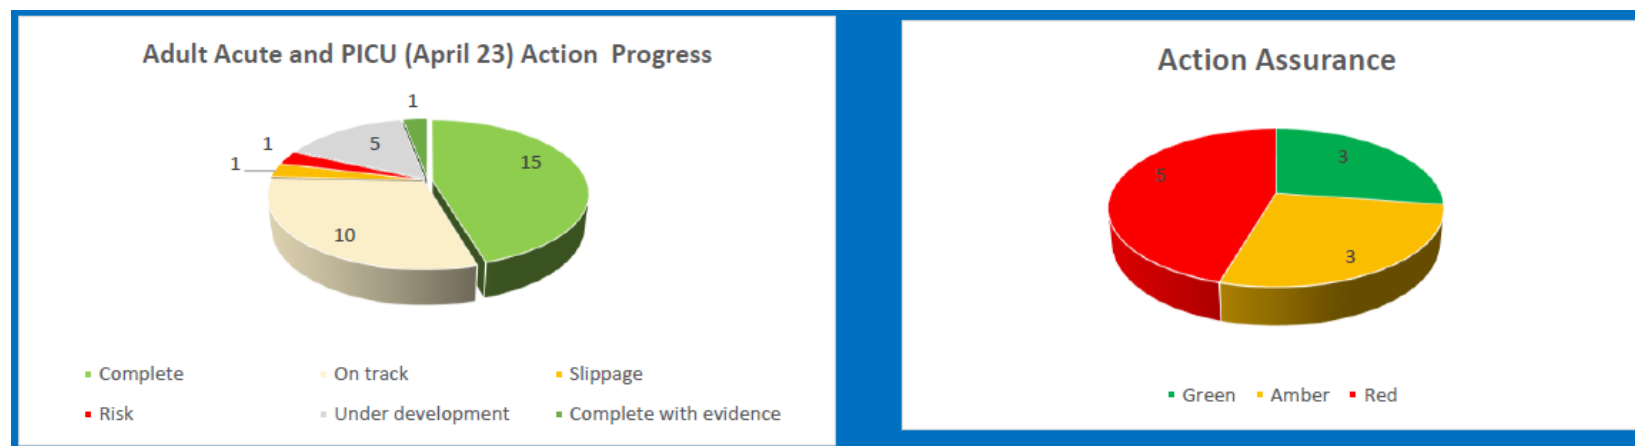 Adult Acute and PICU (April 23) Action  Progress
1
1
5
1
15
10
Complete
On track
Slippage
Risk
Under development
Complete with evidence
Action Assurance
3
5
3
Green
Amber
Red